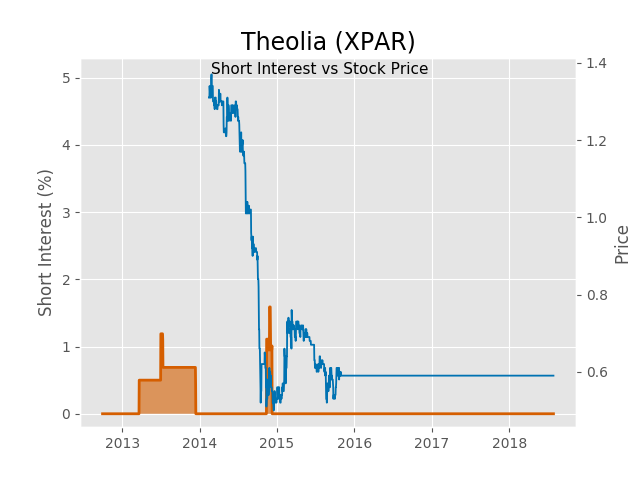 Theolia (XPAR)
Short Interest vs Stock Price
Short Interest (%)
5
4
3
2
1
0
1.4
1.2
1.0
0.8
0.6
Price
2013 2014 2015 2016 2017 2018